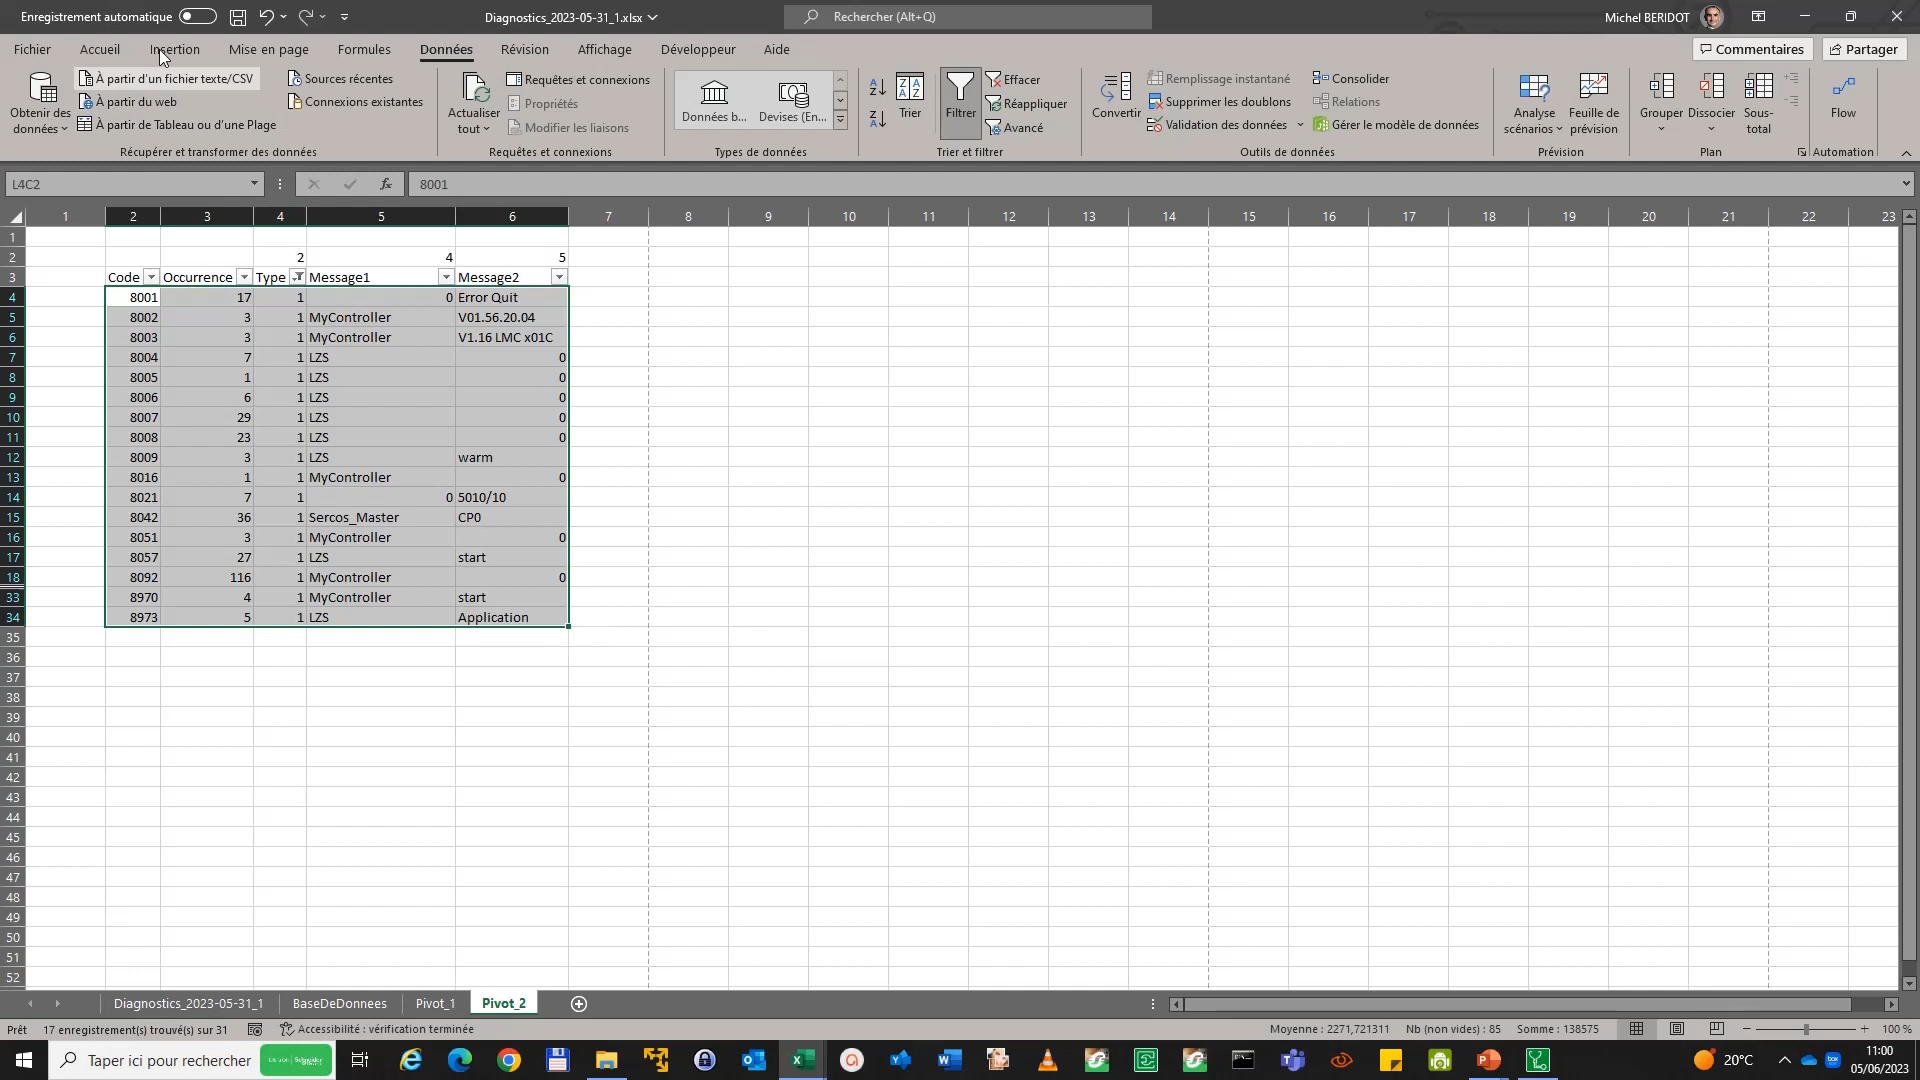 Enregistrement automatique
Diagnostics_2023-05-31_1.xlsx
Rechercher (Alt+Q)
Michel BERIDOT
Fichier Accueil Insertion Mise en page Formules Données Révision Affichage Développeur Aide
Commentaires Partager
Obtenir des données
À partir d'un fichier texte/CSV
À partir du web
À partir de Tableau ou d'une Plage
Sources récentes
Connexions existantes
Récupérer et transformer des données
Actualiser tout
Requêtes et connexions
Propriétés
Modifier les liaisons
Requêtes et connexions
Données b...
Devises (En...
Types de données
Trier
Filtrer
Effacer
Réappliquer
Avancé
Trier et filtrer
Convertir
Remplissage instantané
Supprimer les doublons
Validation des données
Consolider
Relations
Gérer le modèle de données
Outils de données
Analyse scénarios
Feuille de prévision
Prévision
Grouper Dissocier Sous-total
Plan
Flow
Automation
L4C2
fx
8001
1 2 3 4 5 6 7 8 9 10 11 12 13 14 15 16 17 18 19 20 21 22 23
1
2 2 4 5
3 Code Occurrence Type Message1 Message2
4 8001 17 1 0 Error Quit
5 8002 3 1 MyController V01.56.20.04
6 8003 3 1 MyController V1.16 LMC x01C
7 8004 7 1 LZS 0
8 8005 1 1 LZS 0
9 8006 6 1 LZS 0
10 8007 29 1 LZS 0
11 8008 23 1 LZS 0
12 8009 3 1 LZS warm
13 8016 1 1 MyController 0
14 8021 7 1 0 5010/10
15 8042 36 1 Sercos_Master CP0
16 8051 3 1 MyController 0
17 8057 27 1 LZS start
18 8092 116 1 MyController 0
33 8970 4 1 MyController start
34 8973 5 1 LZS Application
35
36
37
38
39
40
41
42
43
44
45
46
47
48
49
50
51
52
Diagnostics_2023-05-31_1 BaseDeDonnees Pivot_1 Pivot_2
Prêt 17 enregistrement(s) trouvé(s) sur 31 Accessibilité : vérification terminée Moyenne : 2271,721311 Nb (non vides) : 85 Somme : 138575 100 %
Taper ici pour rechercher
20°C
11:00
05/06/2023